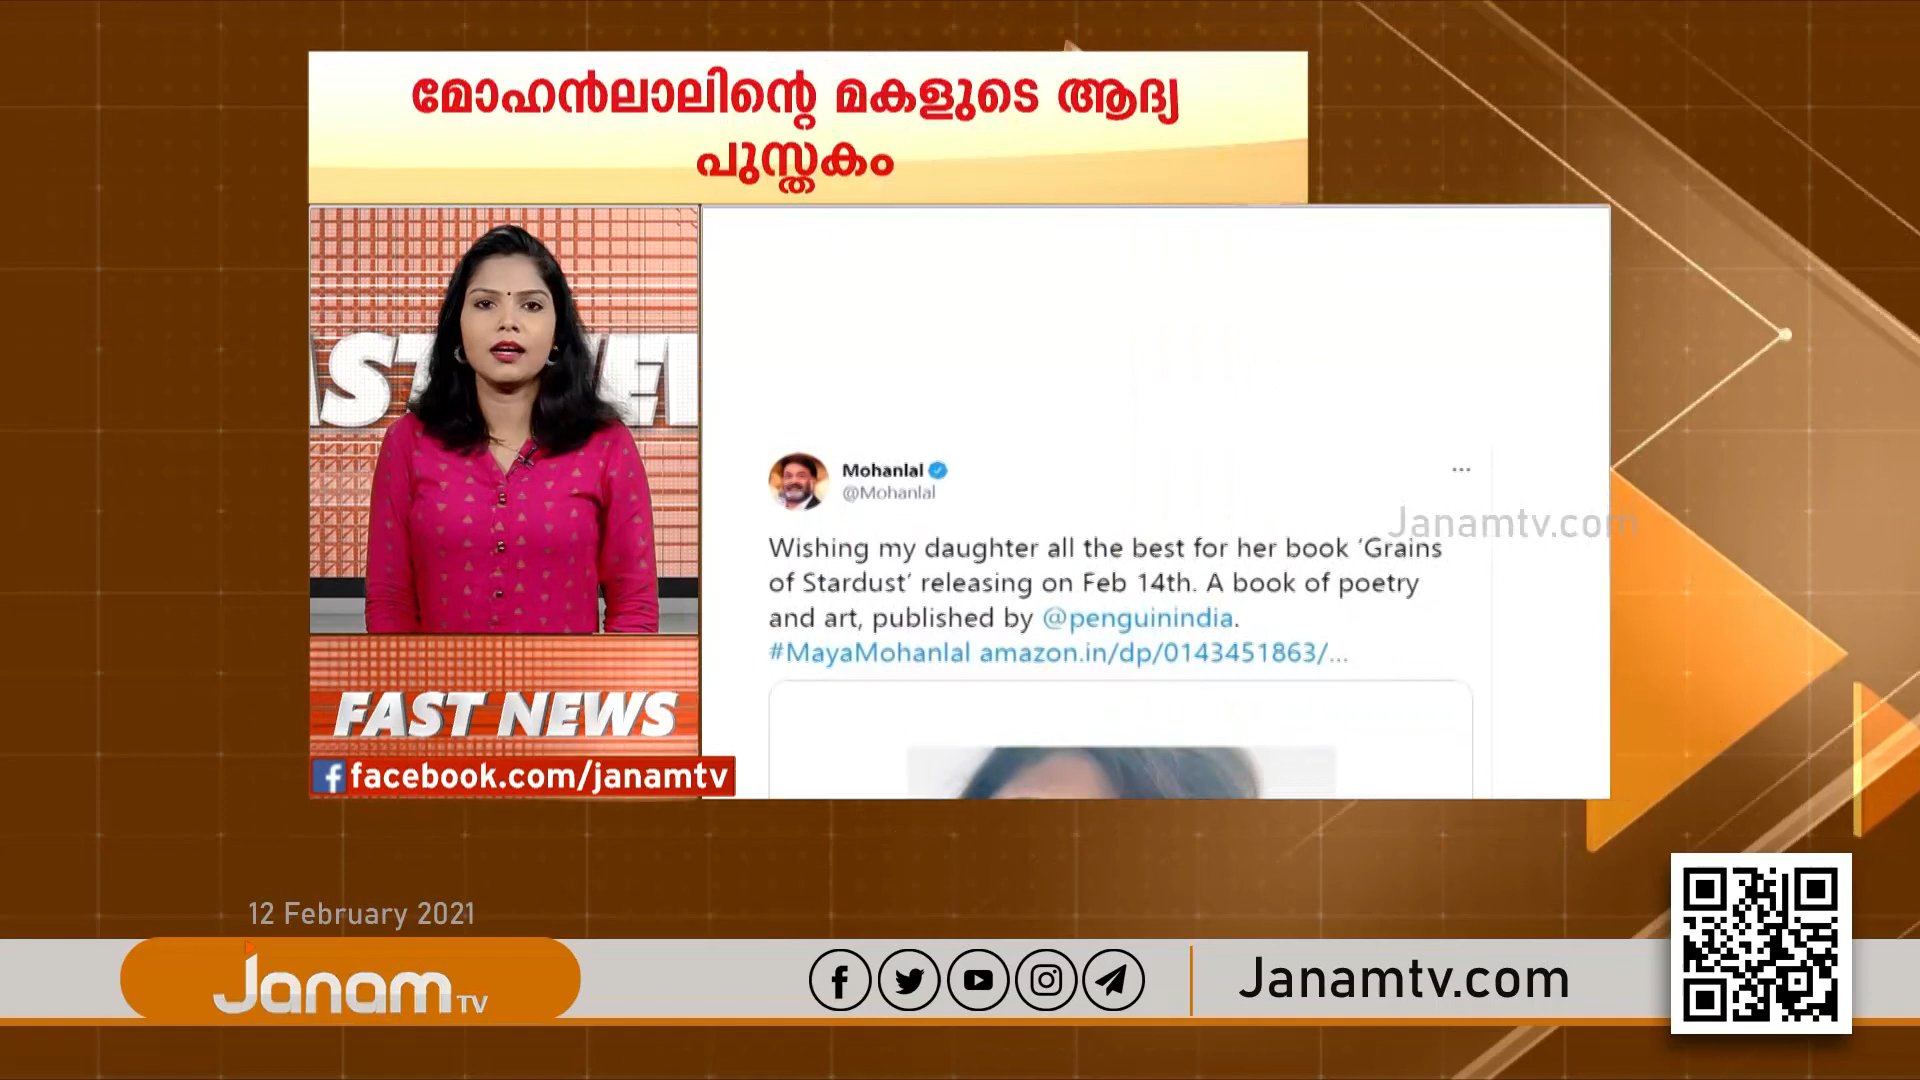 മോഹൻലാലിന്റെ മകളുടെ ആദ്യ
പുസ്തകം
Mohanlal
@Mohanlal
...
Janamtv.com
Wishing my daughter all the best for her book ‘Grains
of Stardust’ releasing on Feb 14th. A book of poetry
and art, published by @penguinindia.
#MayaMohanlal amazon.in/dp/0143451863/...
FAST NEWS
facebook.com/janamtv
12 February 2021
Janam TV
Janamtv.com